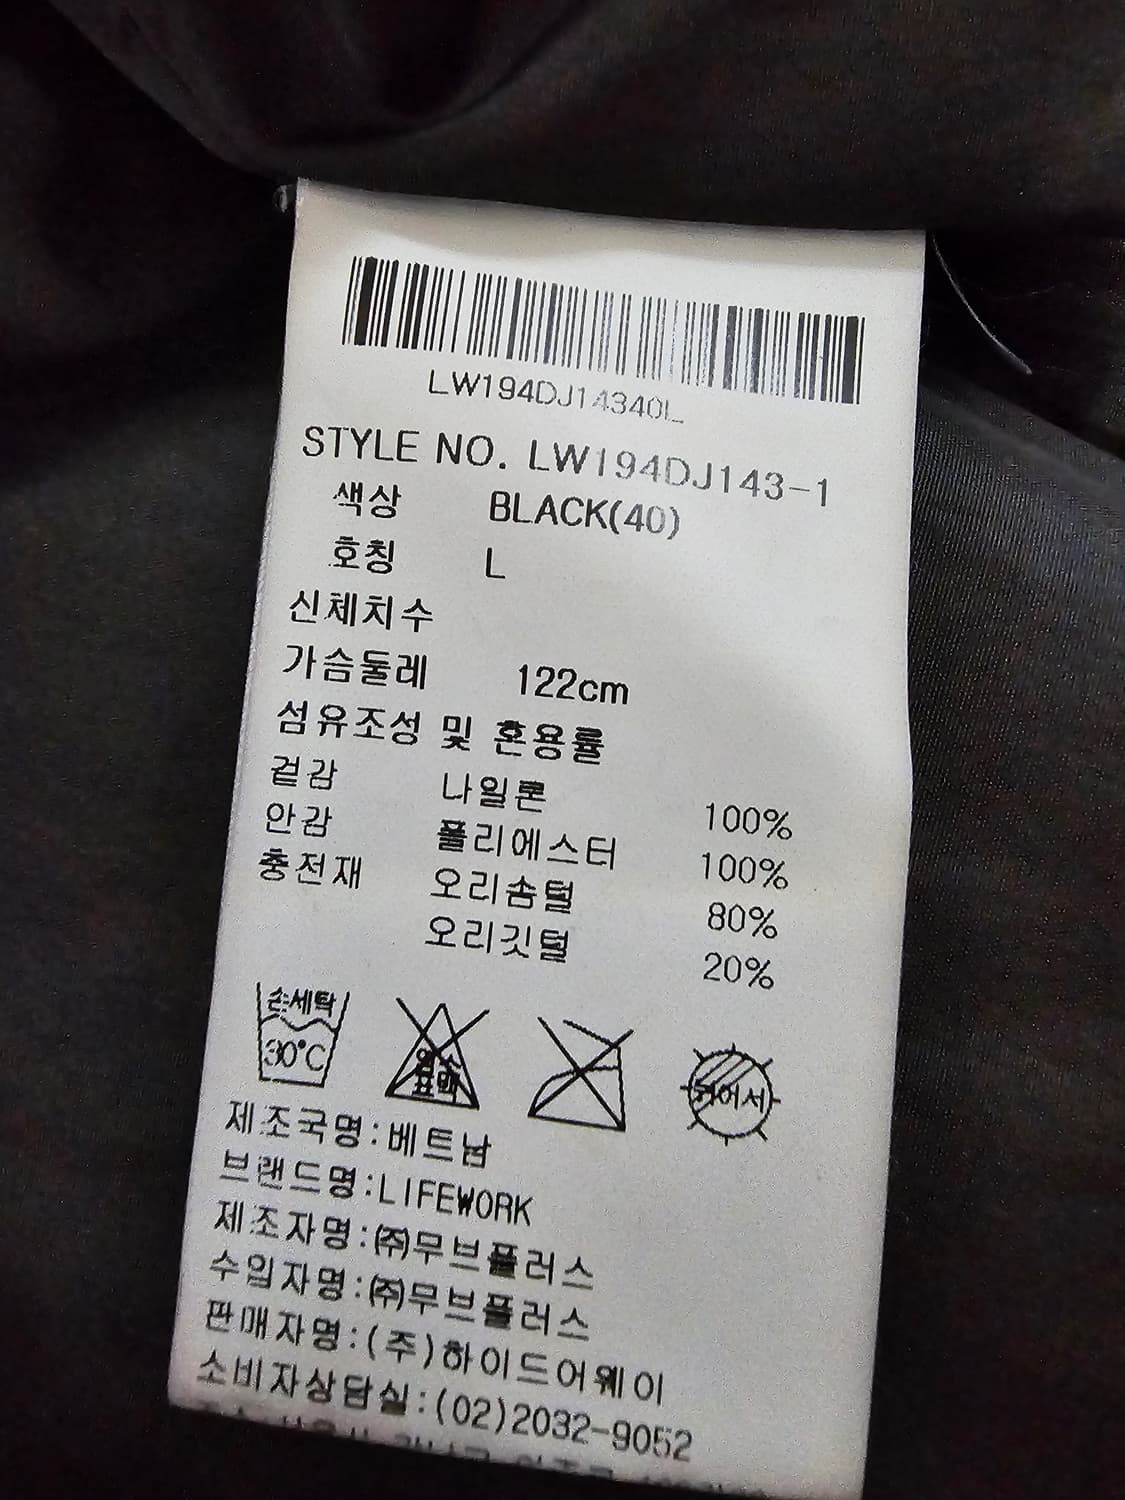 LW194DJ14340L
STYLE NO. LW194DJ143-1
색상 BLACK(40)
호칭 L
신체치수
가슴둘레 122cm
섬유조성 및 혼용률
겉감 나일론 100%
안감 폴리에스터 100%
충전재 오리솜털 80%
오리깃털 20%
손세탁 30℃
염소 표백
뉘어서
제조국명:베트남
브랜드명:LIFEWORK
제조자명:㈜무브플러스
수입자명:㈜무브플러스
판매자명:(주)하이드어웨이
소비자상담실:(02)2032-9052